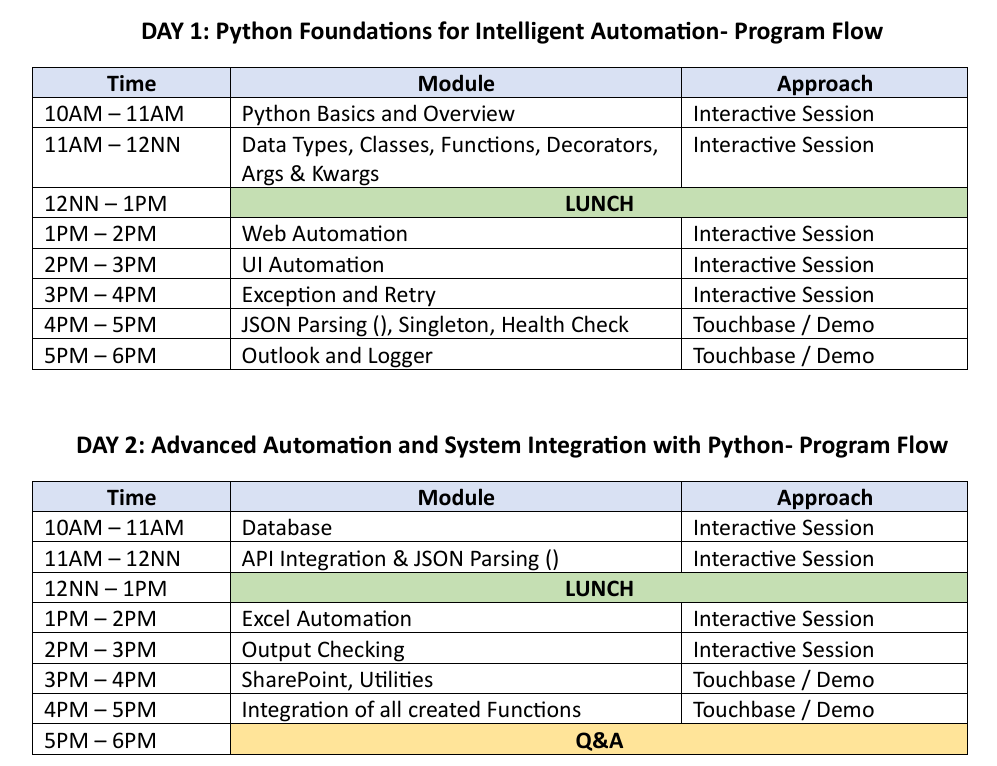 DAY 1: Python Foundations for Intelligent Automation- Program Flow
Time Module Approach
10AM – 11AM Python Basics and Overview Interactive Session
11AM – 12NN Data Types, Classes, Functions, Decorators, Interactive Session
Args & Kwargs
12NN – 1PM LUNCH
1PM – 2PM Web Automation Interactive Session
2PM – 3PM UI Automation Interactive Session
3PM – 4PM Exception and Retry Interactive Session
4PM – 5PM JSON Parsing (), Singleton, Health Check Touchbase / Demo
5PM – 6PM Outlook and Logger Touchbase / Demo
DAY 2: Advanced Automation and System Integration with Python- Program Flow
Time Module Approach
10AM – 11AM Database Interactive Session
11AM – 12NN API Integration & JSON Parsing () Interactive Session
12NN – 1PM LUNCH
1PM – 2PM Excel Automation Interactive Session
2PM – 3PM Output Checking Interactive Session
3PM – 4PM SharePoint, Utilities Touchbase / Demo
4PM – 5PM Integration of all created Functions Touchbase / Demo
5PM – 6PM Q&A